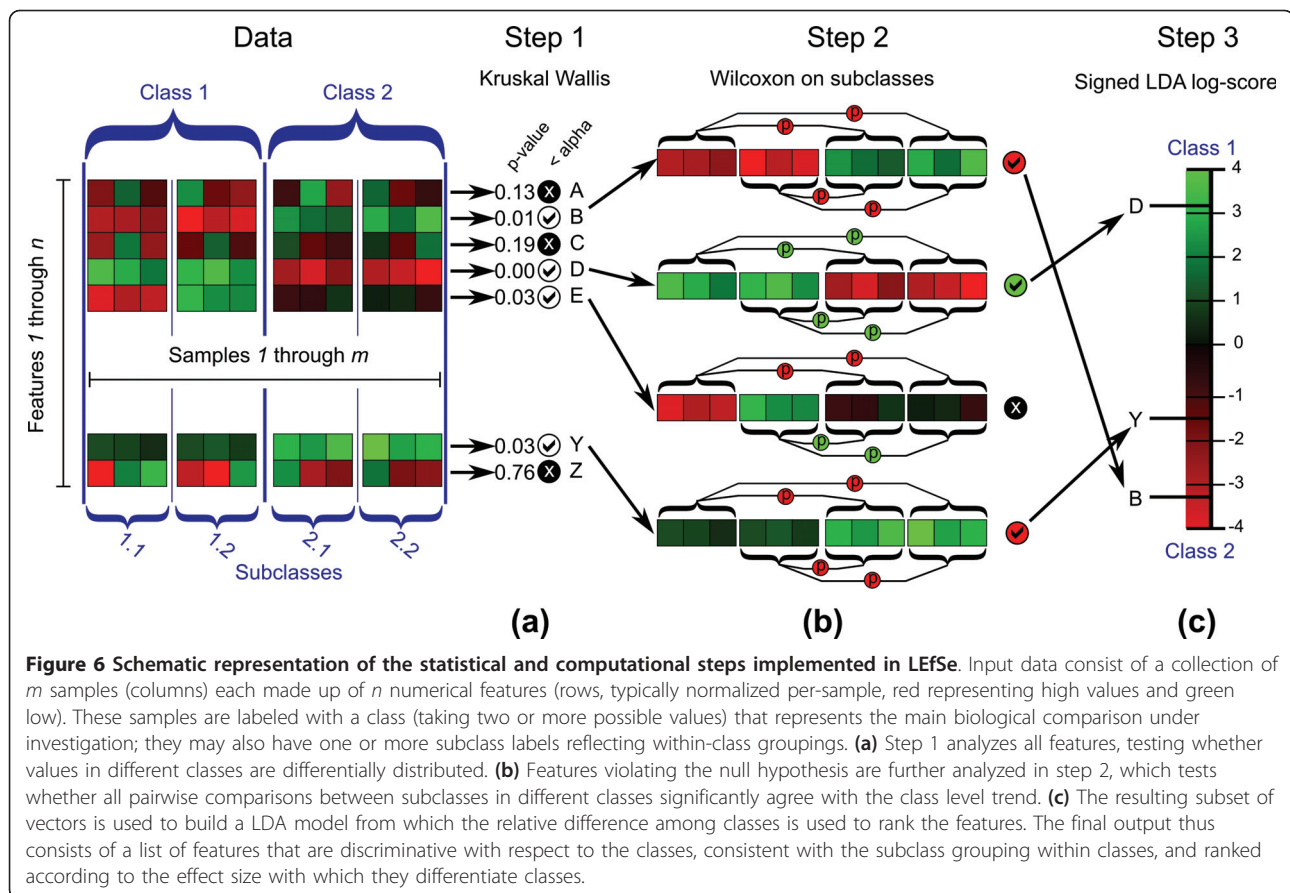 Data
Step 1
Step 2
Step 3
Kruskal Wallis
Wilcoxon on subclasses
Signed LDA log-score
Class 1
Class 2
p-value
< alpha
Features 1 through n
0.13 X A
0.01 B
0.19 X C
0.00 D
0.03 E
Samples 1 through m
0.03 Y
0.76 X Z
1.1
1.2
2.1
2.2
Subclasses
p
p
p
p
p
p
p
p
p
p
X
p
p
p
p
p
p
Class 1
4
D
3
2
1
0
-1
Y
-2
-3
B
-4
Class 2
(a)
(b)
(c)
Figure 6 Schematic representation of the statistical and computational steps implemented in LEfSe. Input data consist of a collection of
m samples (columns) each made up of n numerical features (rows, typically normalized per-sample, red representing high values and green
low). These samples are labeled with a class (taking two or more possible values) that represents the main biological comparison under
investigation; they may also have one or more subclass labels reflecting within-class groupings. (a) Step 1 analyzes all features, testing whether
values in different classes are differentially distributed. (b) Features violating the null hypothesis are further analyzed in step 2, which tests
whether all pairwise comparisons between subclasses in different classes significantly agree with the class level trend. (c) The resulting subset of
vectors is used to build a LDA model from which the relative difference among classes is used to rank the features. The final output thus
consists of a list of features that are discriminative with respect to the classes, consistent with the subclass grouping within classes, and ranked
according to the effect size with which they differentiate classes.